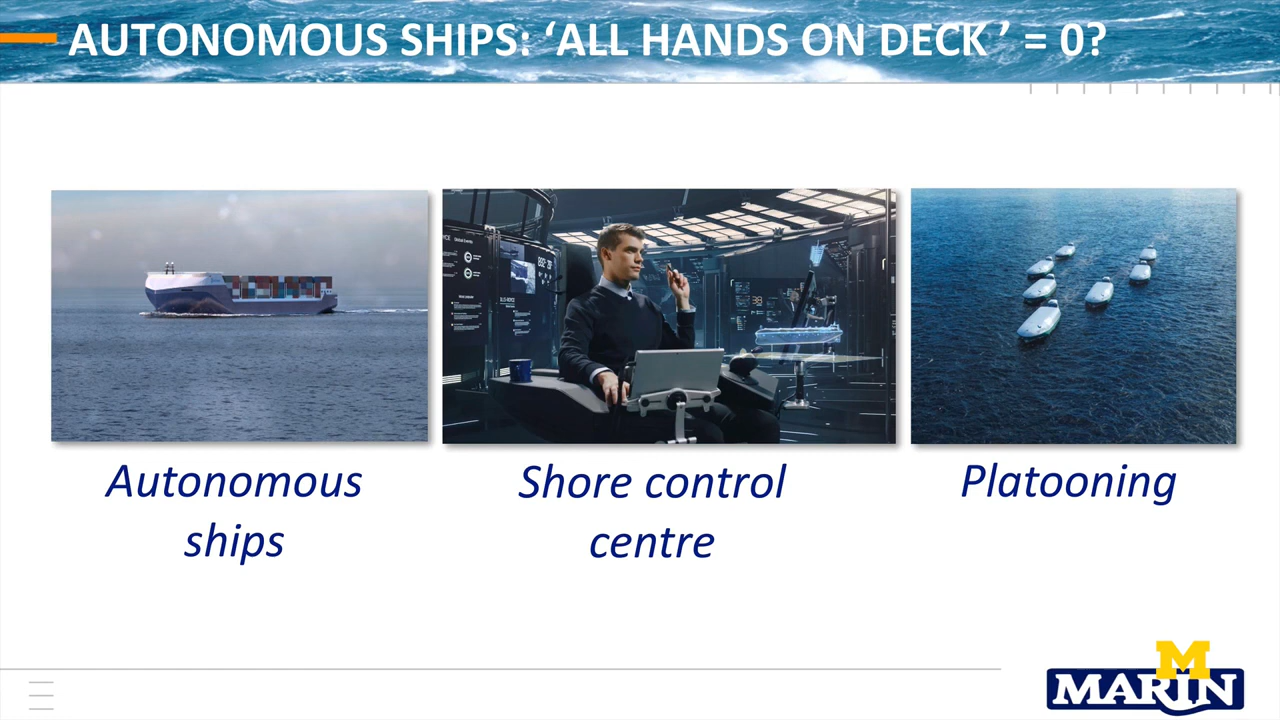 AUTONOMOUS SHIPS: ‘ALL HANDS ON DECK ’ = 0?
Autonomous
ships
Shore control
centre
Platooning
M
MARIN